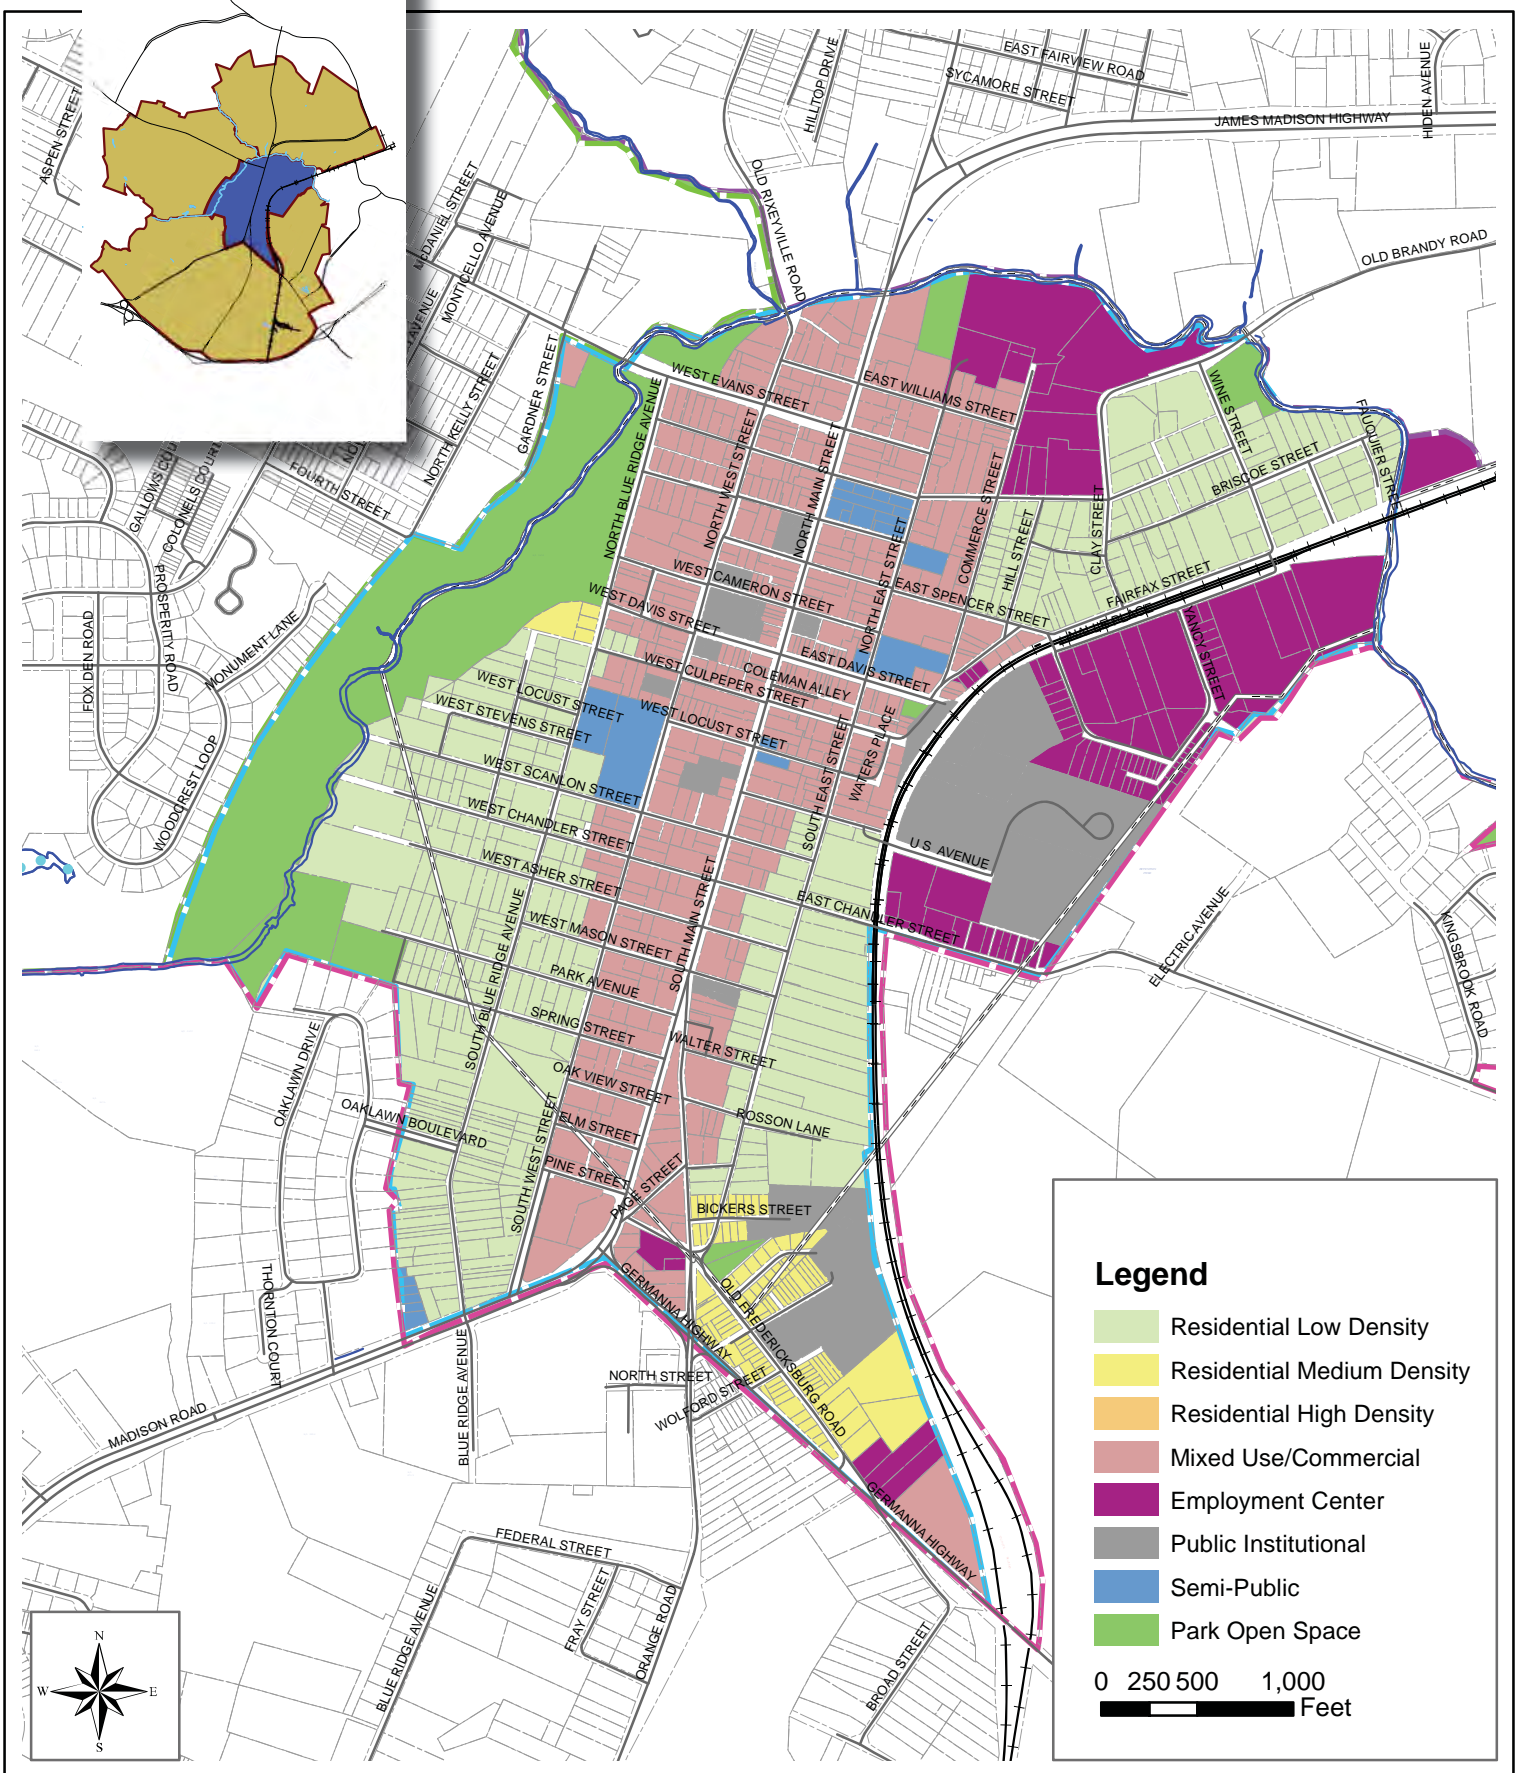 EAST FAIRVIEW ROAD
SYCAMORE STREET
HILLTOP DRIVE
HIDEN AVENUE
JAMES MADISON HIGHWAY
ASPEN STREET
OLD RIXEYVILLE ROAD
OLD BRANDY ROAD
McDANIEL STREET
MONTICELLO AVENUE
AVENUE
GARDNER STREET
NORTH KELLY STREET
FOURTH STREET
GALLOWS
COLONELS COURT
WEST EVANS STREET
EAST WILLIAMS STREET
WINE STREET
FAUQUIER STREET
BRISCOE STREET
NORTH BLUE RIDGE AVENUE
NORTH WEST STREET
NORTH MAIN STREET
NORTH EAST STREET
COMMERCE STREET
HILL STREET
CLAY STREET
FAIRFAX STREET
WEST CAMERON STREET
EAST SPENCER STREET
WEST DAVIS STREET
EAST DAVIS STREET
YANCY STREET
PROSPERITY ROAD
FOX DEN ROAD
MONUMENT LANE
WOODCREST LOOP
WEST CULPEPER STREET
COLEMAN ALLEY
WEST LOCUST STREET
WEST LOCUST STREET
WEST STEVENS STREET
WEST SCANLON STREET
SOUTH EAST STREET
WATERS PLACE
WEST CHANDLER STREET
U.S. AVENUE
WEST ASHER STREET
EAST CHANDLER STREET
SOUTH MAIN STREET
WEST MASON STREET
SOUTH BLUE RIDGE AVENUE
ELECTRIC AVENUE
KINGSBROOK ROAD
PARK AVENUE
SPRING STREET
WALTER STREET
OAKLAWN DRIVE
OAK VIEW STREET
OAKLAWN BOULEVARD
ELM STREET
ROSSON LANE
SOUTH WEST STREET
PINE STREET
PAGE STREET
BICKERS STREET
THORNTON COURT
GERMANNA HIGHWAY
OLD FREDERICKSBURG ROAD
BLUE RIDGE AVENUE
NORTH STREET
WOLFORD STREET
MADISON ROAD
GERMANNA HIGHWAY
FEDERAL STREET
FRAY STREET
ORANGE ROAD
BLUE RIDGE AVENUE
BROAD STREET
Legend
Residential Low Density
Residential Medium Density
Residential High Density
Mixed Use/Commercial
Employment Center
Public Institutional
Semi-Public
Park Open Space
0 250 500 1,000
Feet
N
W E
S